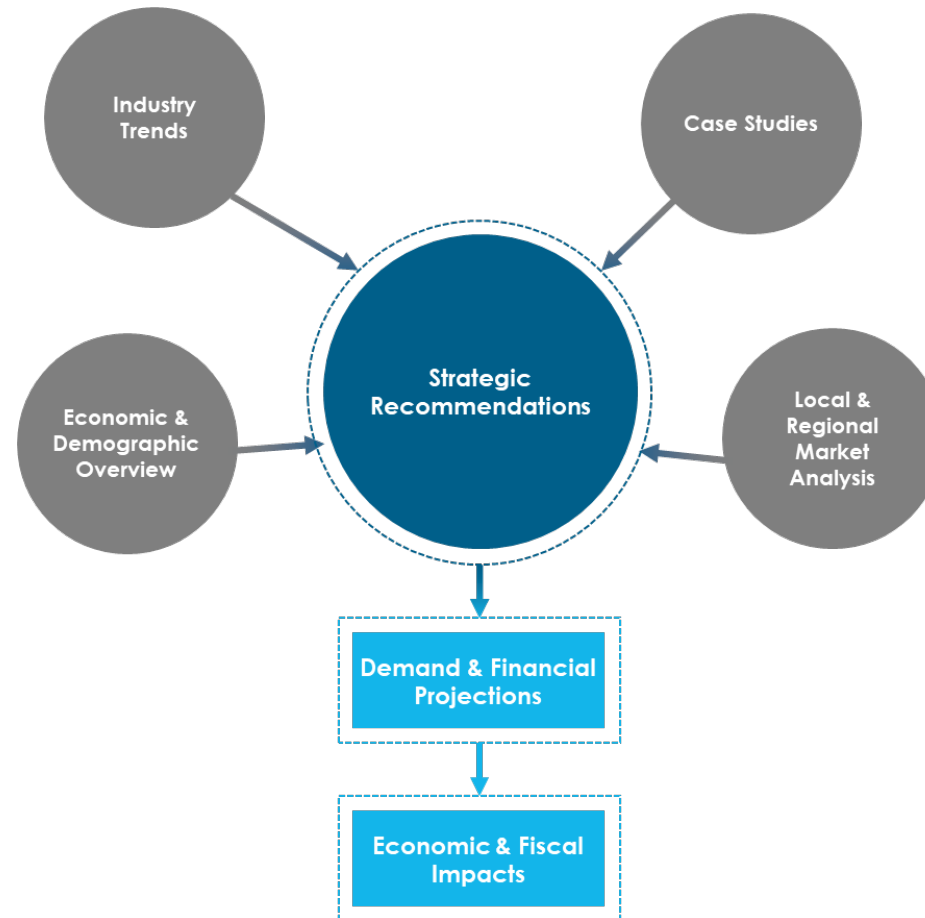 Industry
Trends
Case Studies
Strategic
Recommendations
Economic &
Demographic
Overview
Local &
Regional
Market
Analysis
Demand & Financial
Projections
Economic & Fiscal
Impacts